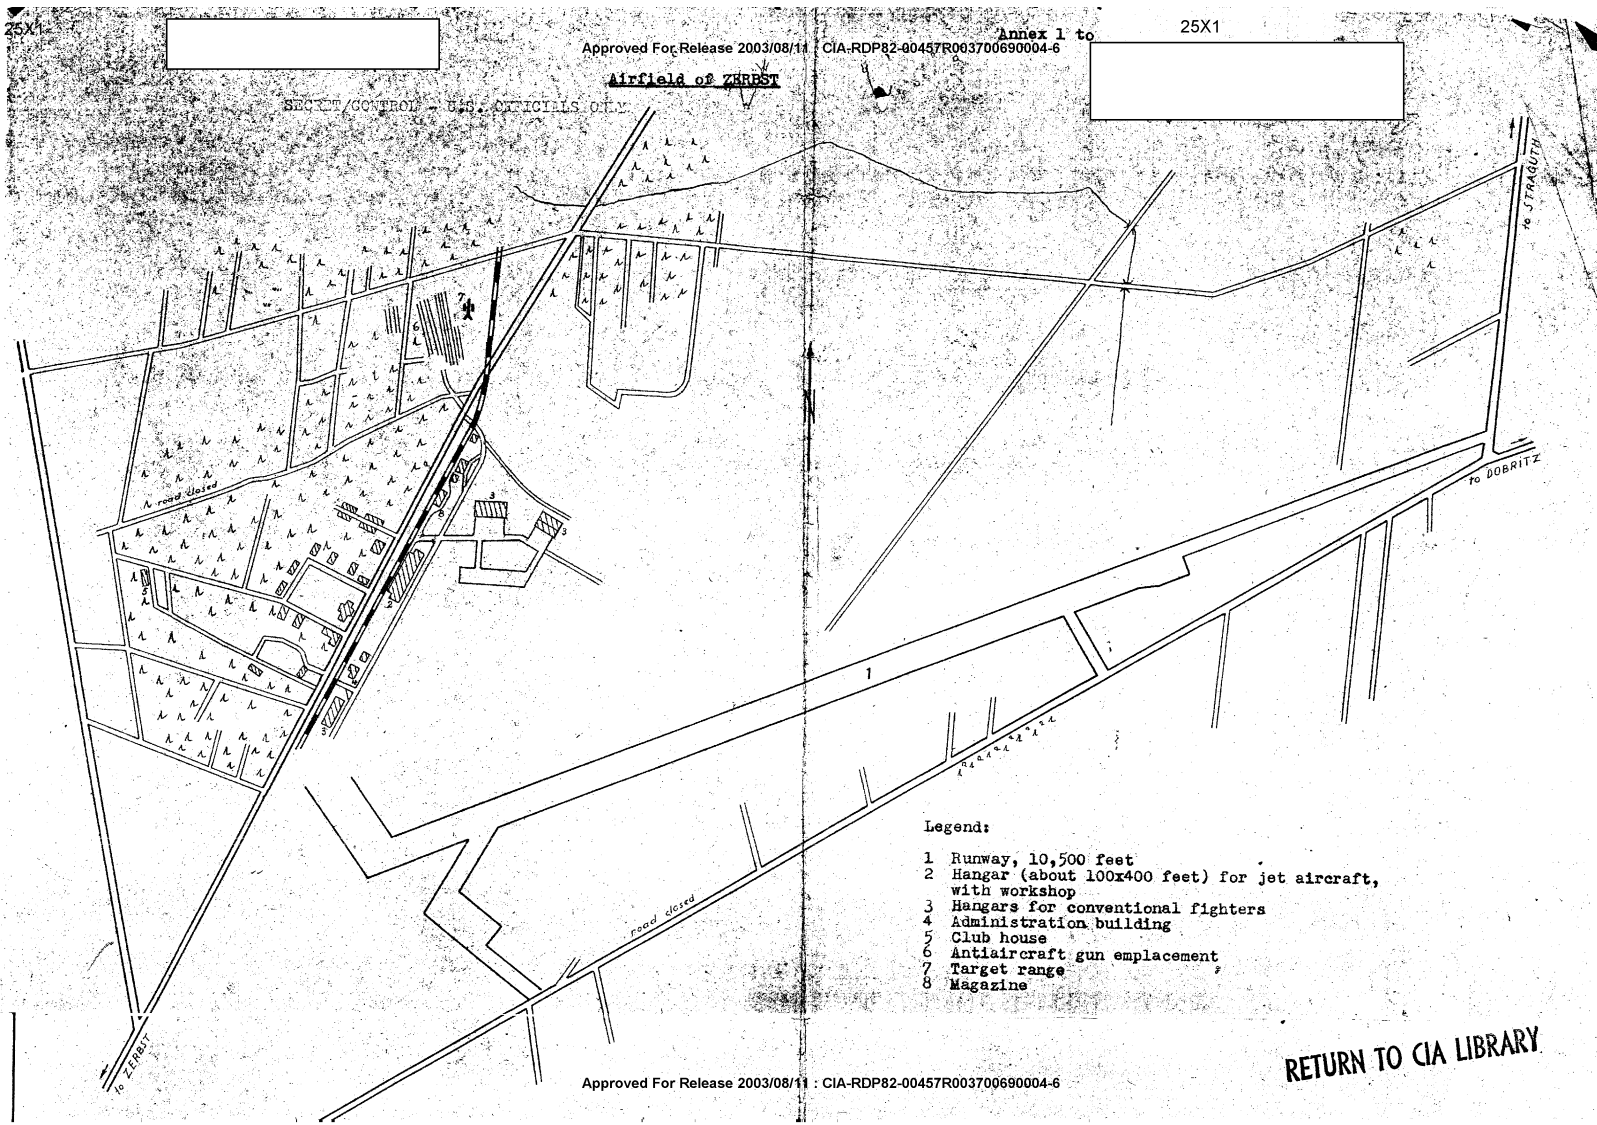 25X1
Annex 1 to
25X1
Approved For Release 2003/08/11 : CIA-RDP82-00457R003700690004-6
Airfield of ZERBST
SECRET/CONTROL - U.S. OFFICIALS ONLY
to STRAGUTH
7
6
road closed
to DOBRITZ
8
3
3
5
2
4
3
1
Legend:
1 Runway, 10,500 feet
2 Hangar (about 100x400 feet) for jet aircraft,
with workshop
3 Hangars for conventional fighters
4 Administration building
5 Club house
6 Antiaircraft gun emplacement
7 Target range
8 Magazine
road closed
to ZERBST
RETURN TO CIA LIBRARY
Approved For Release 2003/08/11 : CIA-RDP82-00457R003700690004-6